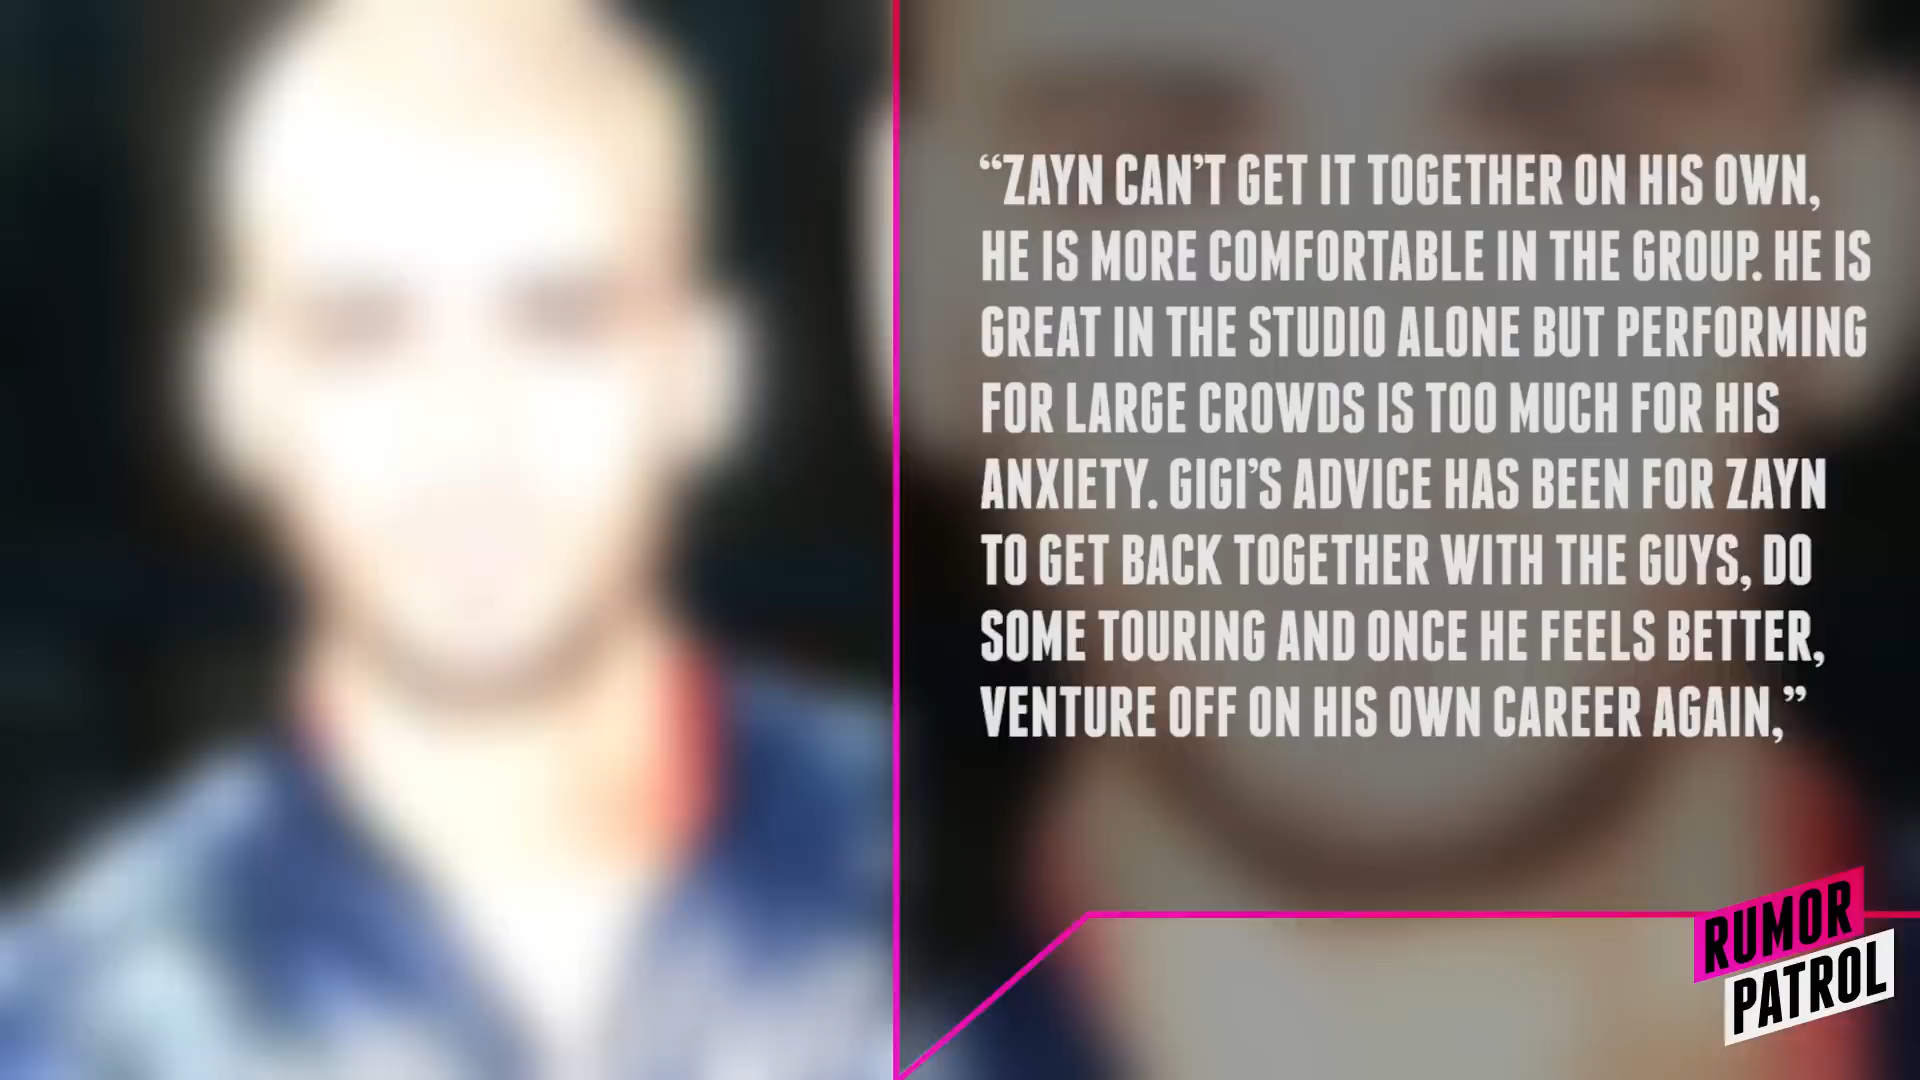 “ZAYN CAN’T GET IT TOGETHER ON HIS OWN,
HE IS MORE COMFORTABLE IN THE GROUP. HE IS
GREAT IN THE STUDIO ALONE BUT PERFORMING
FOR LARGE CROWDS IS TOO MUCH FOR HIS
ANXIETY. GIGI’S ADVICE HAS BEEN FOR ZAYN
TO GET BACK TOGETHER WITH THE GUYS, DO
SOME TOURING AND ONCE HE FEELS BETTER,
VENTURE OFF ON HIS OWN CAREER AGAIN,”
RUMOR
PATROL